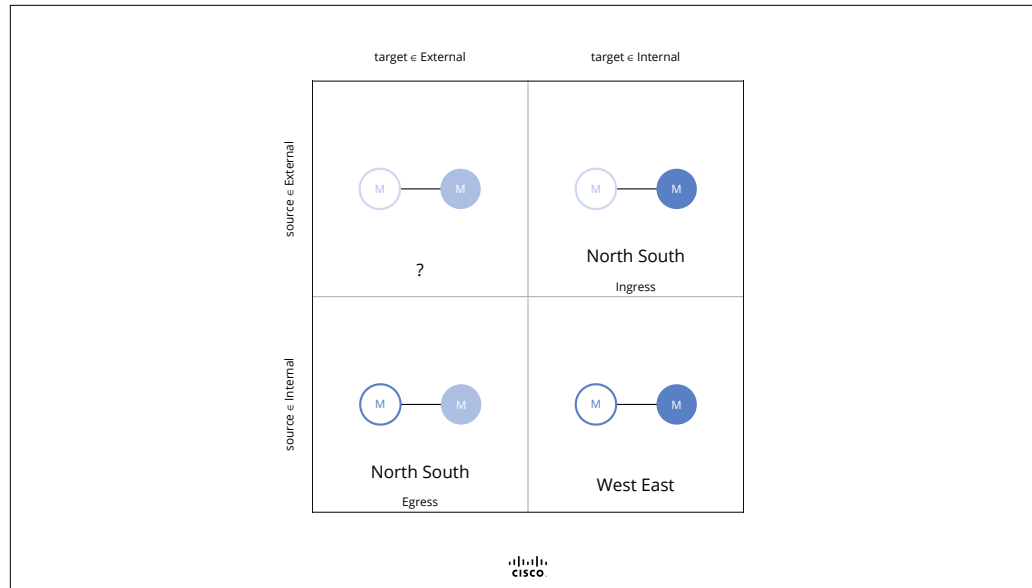 target ∈ External
target ∈ Internal
source ∈ External
M
M
M
M
?
North South
Ingress
source ∈ Internal
M
M
M
M
North South
Egress
West East
CISCO.